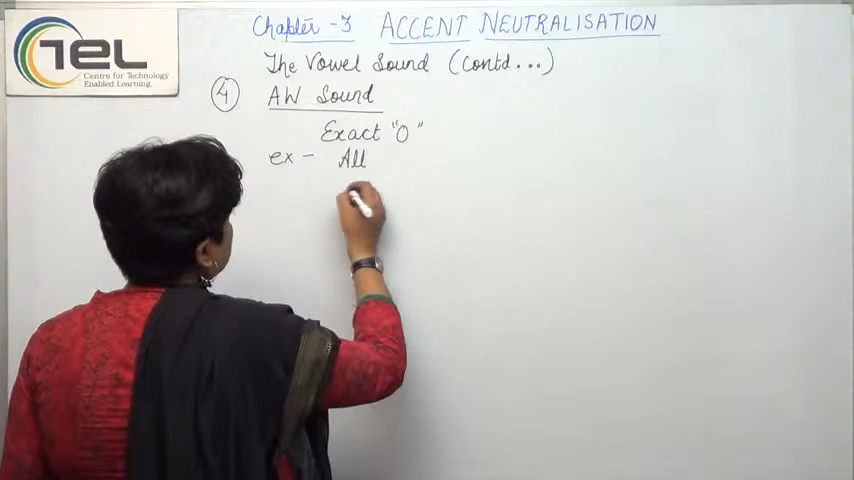 Chapter - 3 ACCENT NEUTRALISATION
TEL
Centre for Technology
Enabled Learning
The Vowel Sound (Contd...)
4 AW Sound
Exact "O"
ex - All